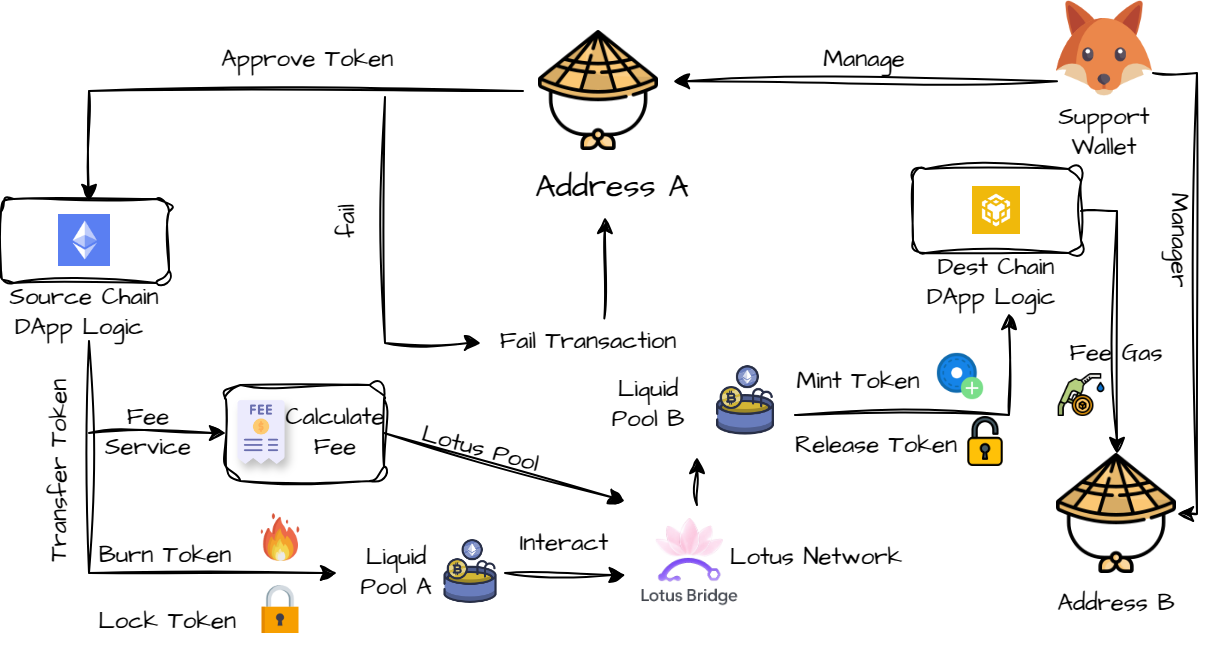 Approve Token
Manage
Support
Wallet
Address A
fail
Manager
Source Chain
DApp Logic
Dest Chain
DApp Logic
Fail Transaction
Fee Gas
Liquid
Pool B
Mint Token
Release Token
Transfer Token
Fee
Service
FEE
Calculate
Fee
Lotus Pool
Burn Token
Lock Token
Liquid
Pool A
Interact
Lotus Network
Lotus Bridge
Address B